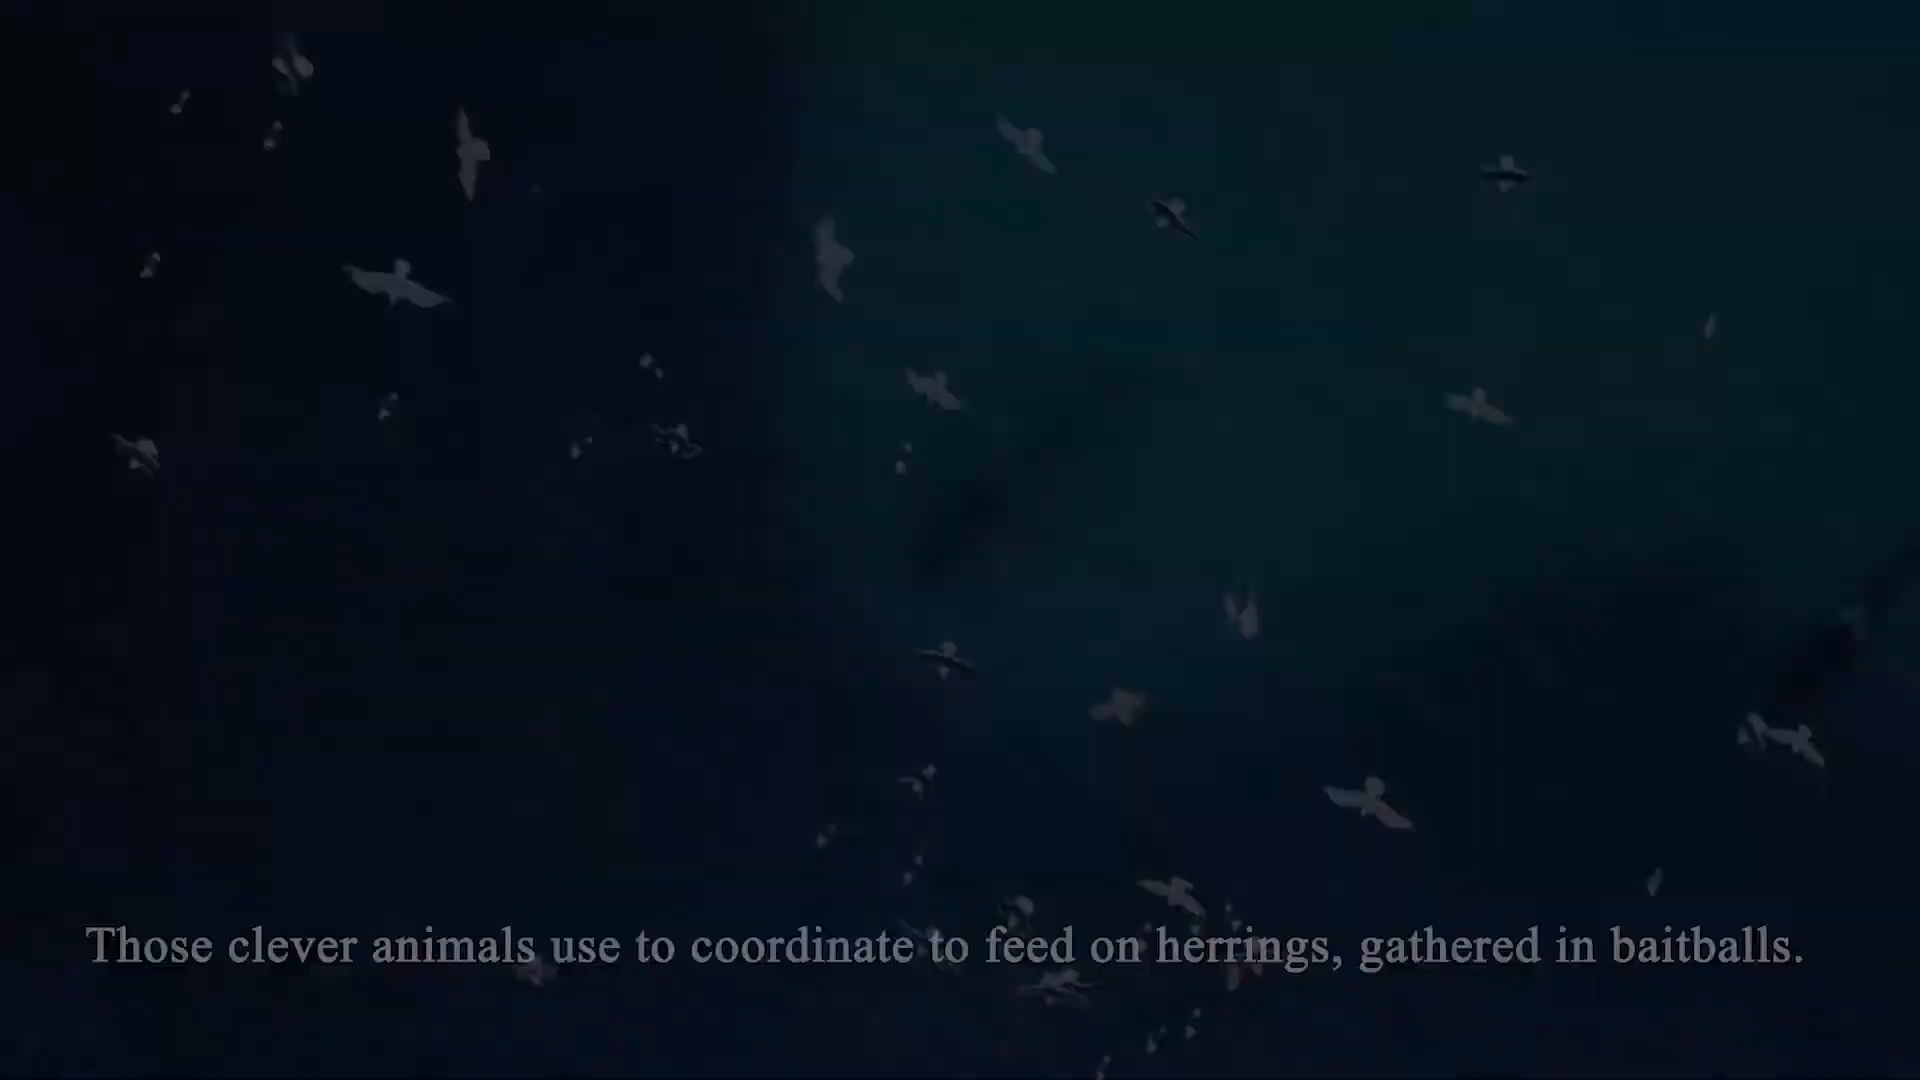 Those clever animals use to coordinate to feed on herrings, gathered in baitballs.